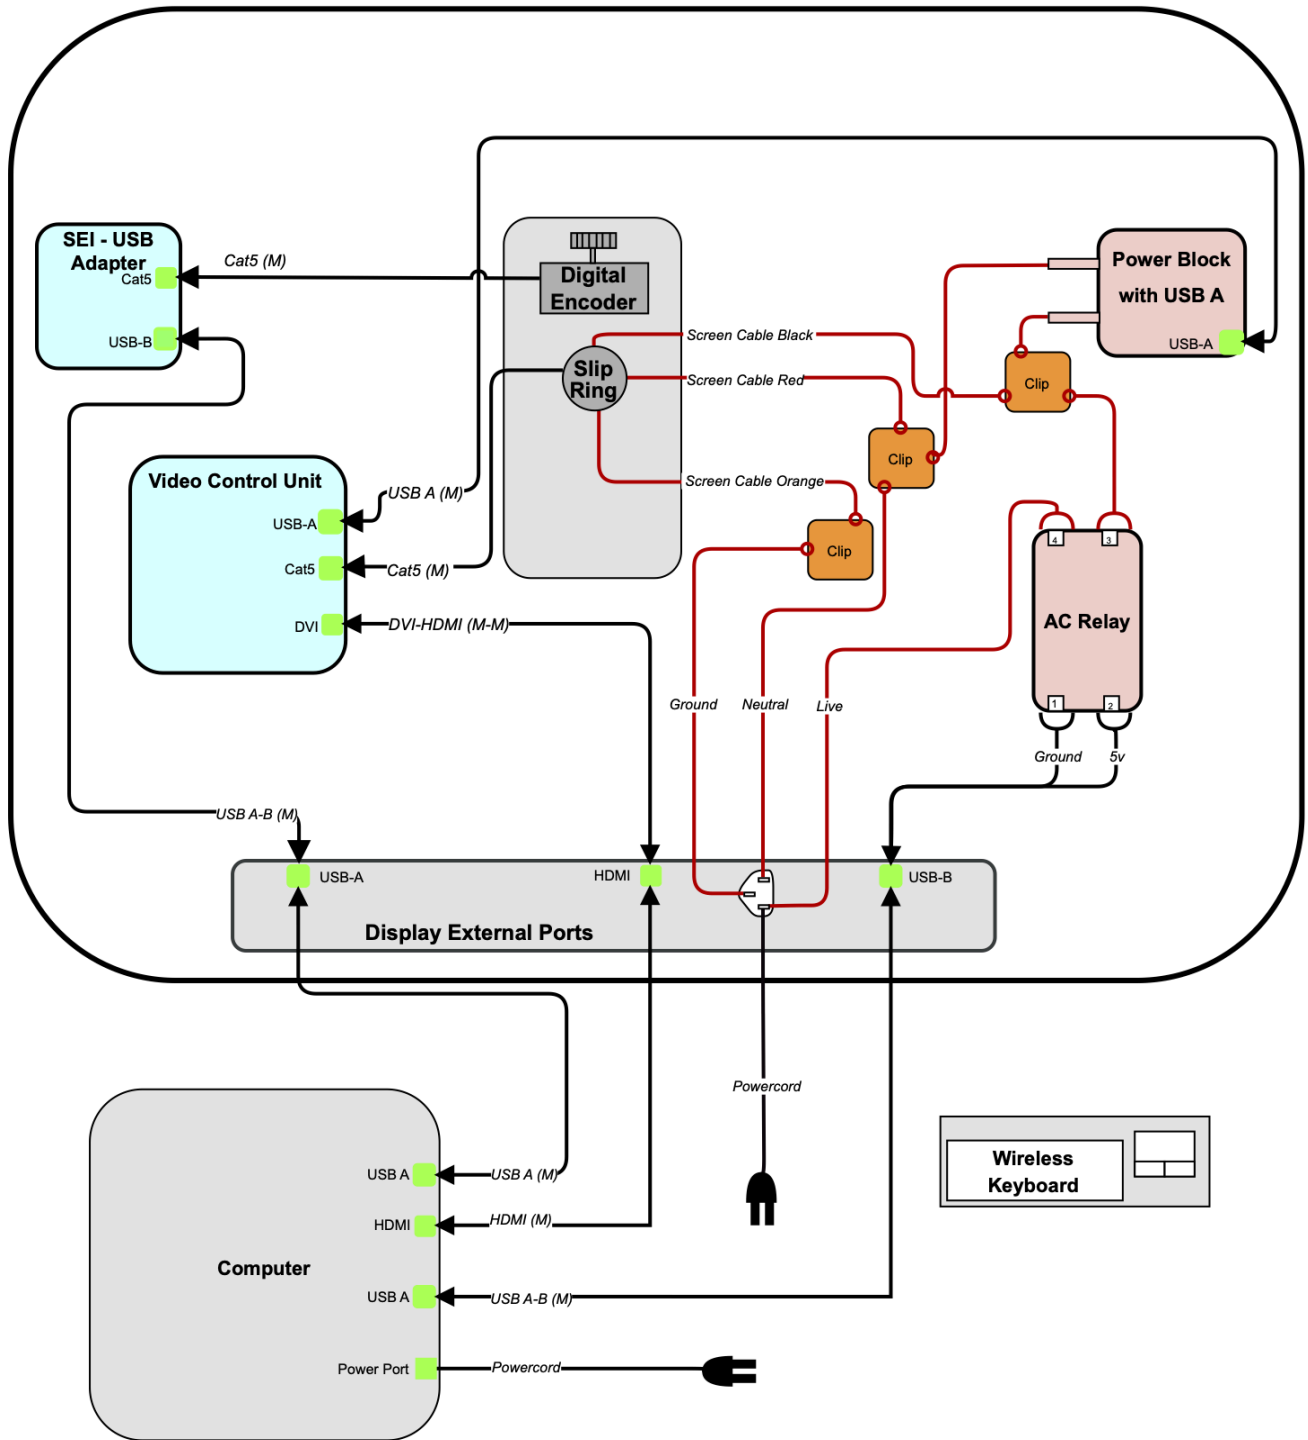 SEI - USB
Adapter
Cat5
USB-B
Cat5 (M)
Digital
Encoder
Slip
Ring
Screen Cable Black
Screen Cable Red
Screen Cable Orange
Power Block
with USB A
USB-A
Clip
Clip
Clip
Video Control Unit
USB-A
Cat5
DVI
USB A (M)
Cat5 (M)
DVI-HDMI (M-M)
4
3
AC Relay
1
2
Ground
5v
Ground
Neutral
Live
USB A-B (M)
USB-A
HDMI
USB-B
Display External Ports
Powercord
Computer
USB A
HDMI
USB A
Power Port
USB A (M)
HDMI (M)
USB A-B (M)
Powercord
Wireless
Keyboard